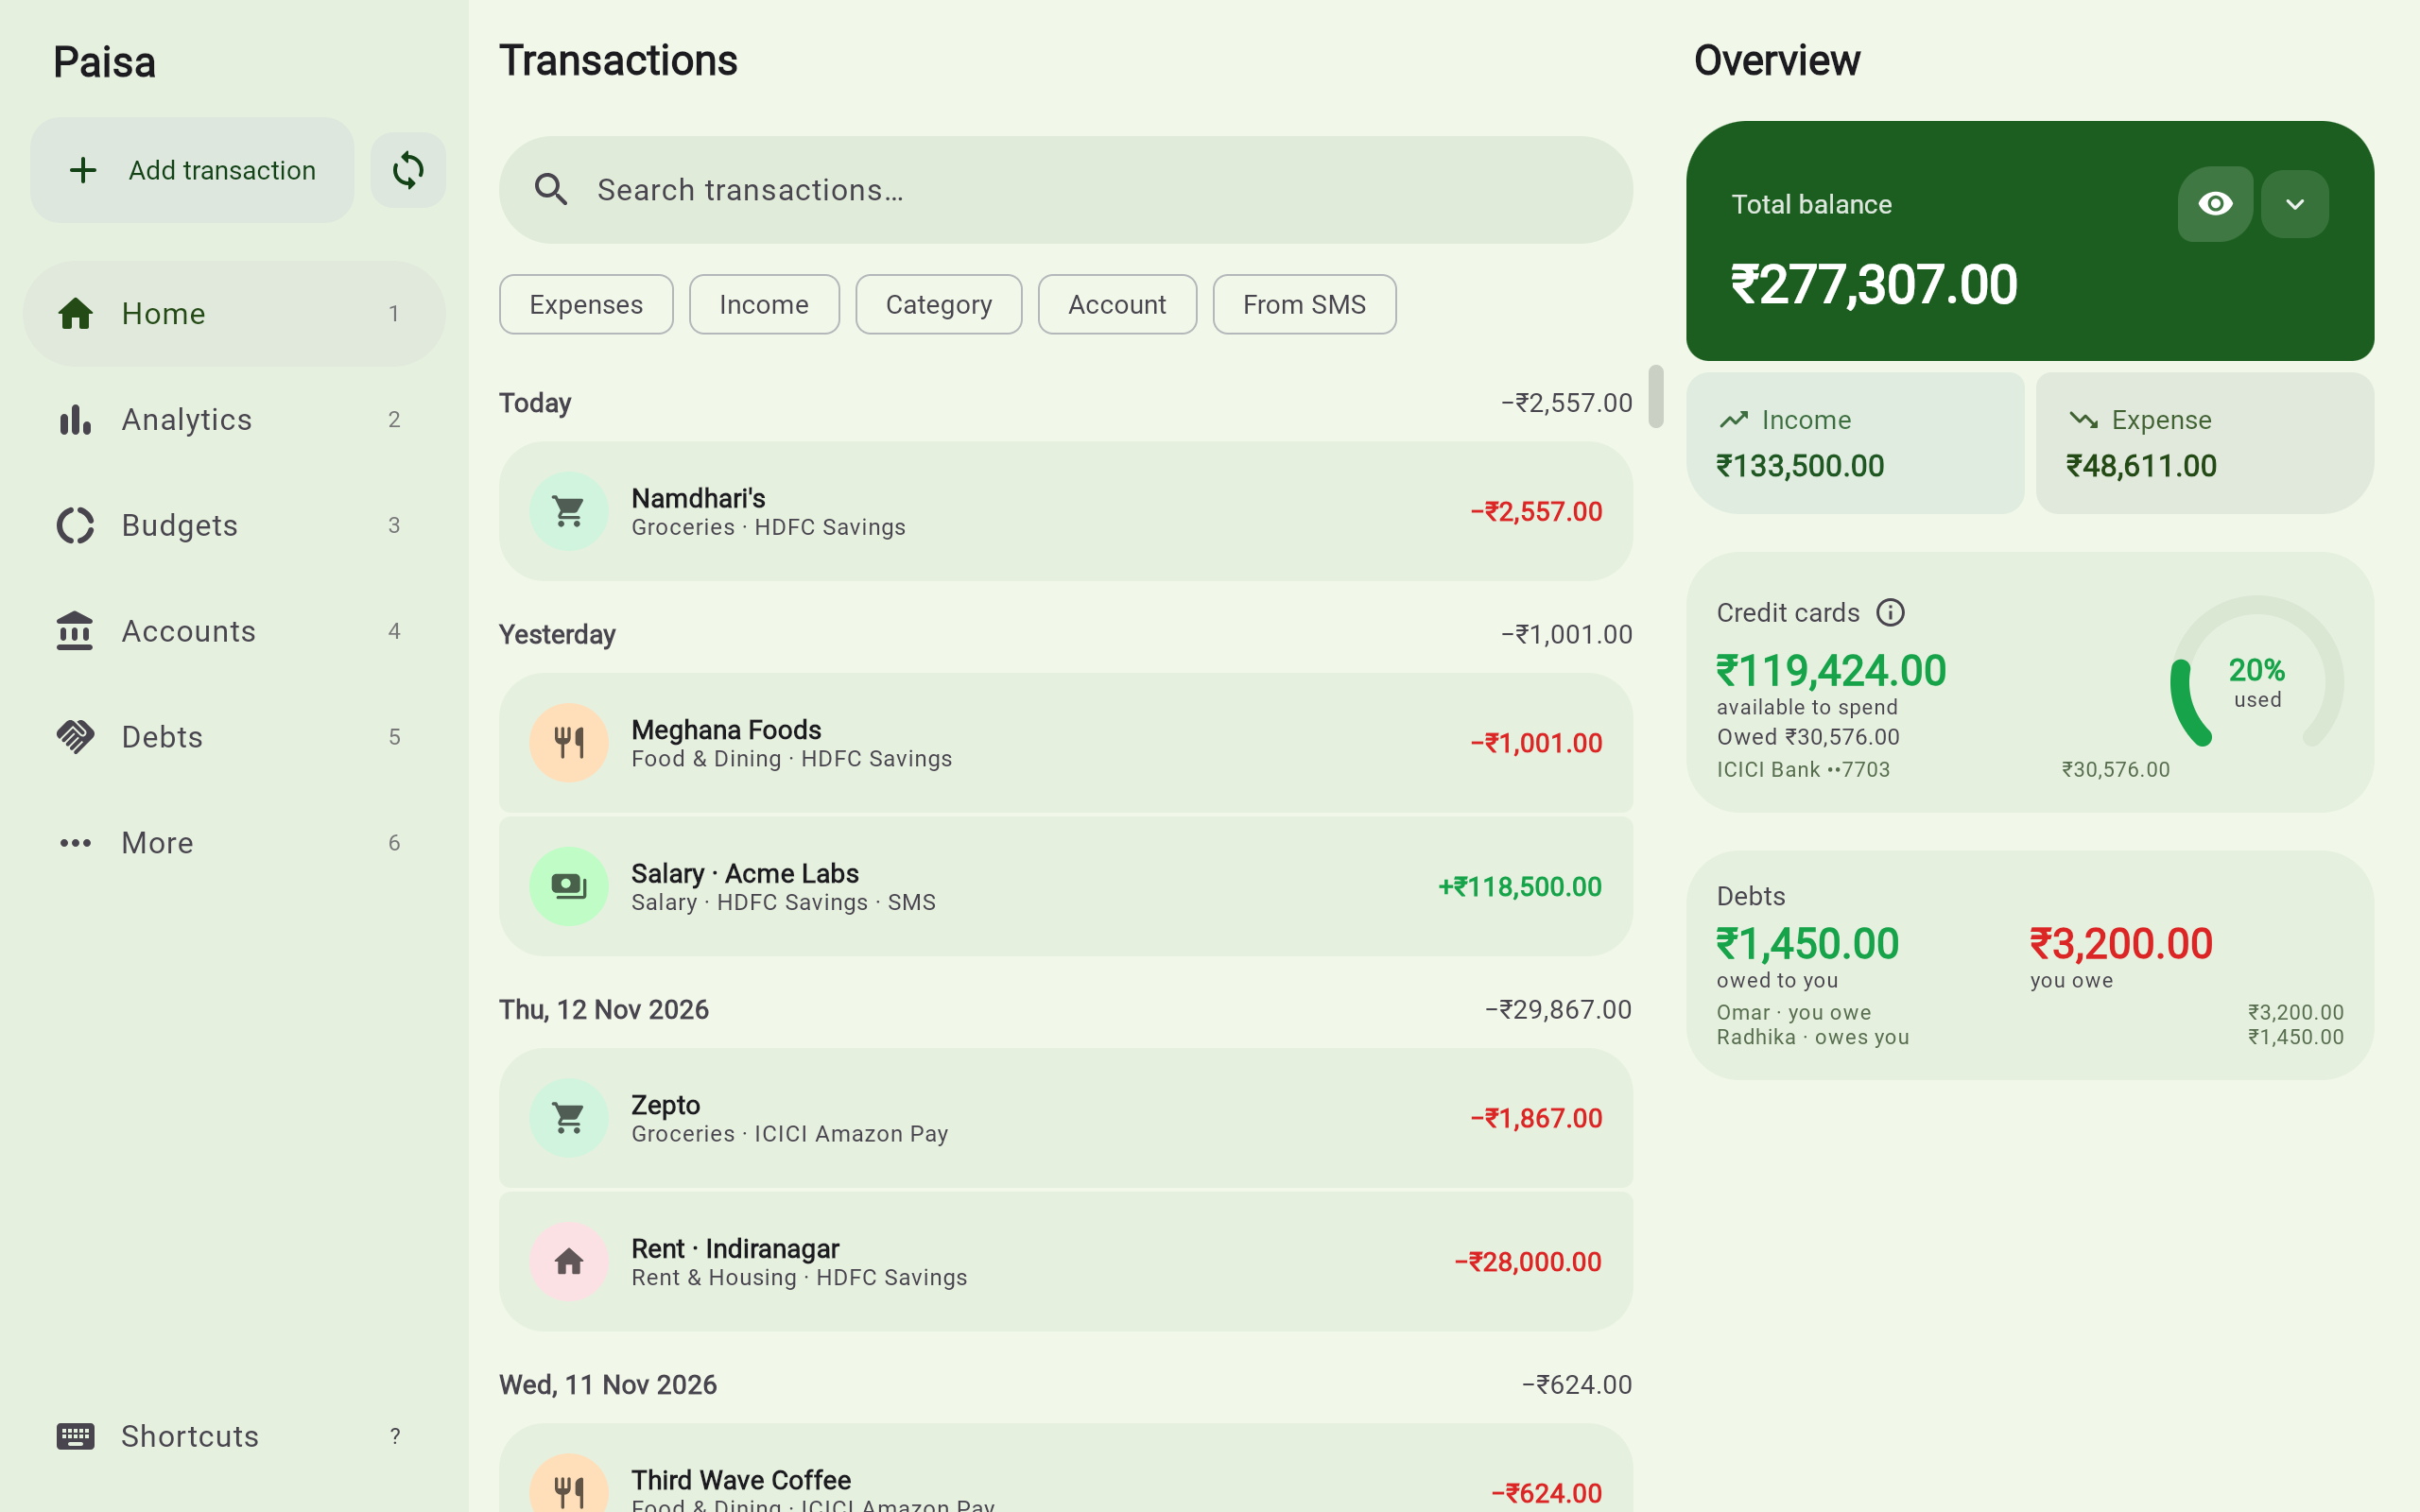 Paisa
Add transaction
Home 1
Analytics 2
Budgets 3
Accounts 4
Debts 5
More 6
Shortcuts ?
Transactions
Search transactions…
Expenses Income Category Account From SMS
Today −₹2,557.00
Namdhari's
Groceries · HDFC Savings
−₹2,557.00
Yesterday −₹1,001.00
Meghana Foods
Food & Dining · HDFC Savings
−₹1,001.00
Salary · Acme Labs
Salary · HDFC Savings · SMS
+₹118,500.00
Thu, 12 Nov 2026 −₹29,867.00
Zepto
Groceries · ICICI Amazon Pay
−₹1,867.00
Rent · Indiranagar
Rent & Housing · HDFC Savings
−₹28,000.00
Wed, 11 Nov 2026 −₹624.00
Third Wave Coffee
Food & Dining · ICICI Amazon Pay
−₹624.00
Overview
Total balance
₹277,307.00
Income
₹133,500.00
Expense
₹48,611.00
Credit cards
₹119,424.00
available to spend
Owed ₹30,576.00
ICICI Bank ••7703 ₹30,576.00
20%
used
Debts
₹1,450.00
owed to you
₹3,200.00
you owe
Omar · you owe ₹3,200.00
Radhika · owes you ₹1,450.00